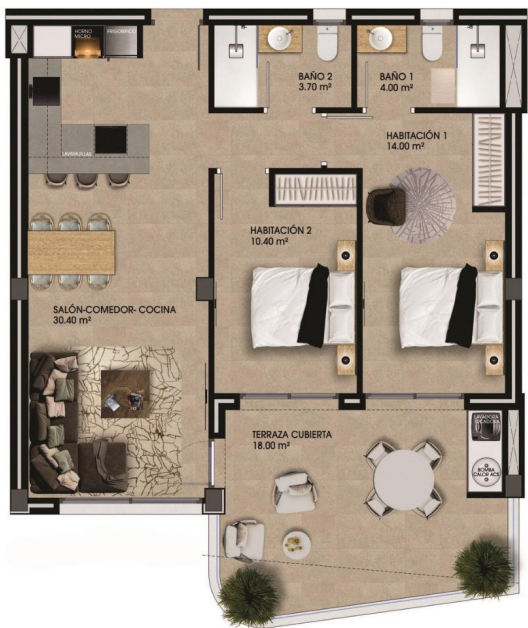 HORNO
MICRO
FRIGORÍFICO
BAÑO 2
3.70 m²
BAÑO 1
4.00 m²
LAVAVAJILLAS
HABITACIÓN 1
14.00 m²
HABITACIÓN 2
10.40 m²
SALÓN-COMEDOR- COCINA
30.40 m²
TERRAZA CUBIERTA
18.00 m²
LAVADORA
SECADORA
BOMBA
CALOR ACS